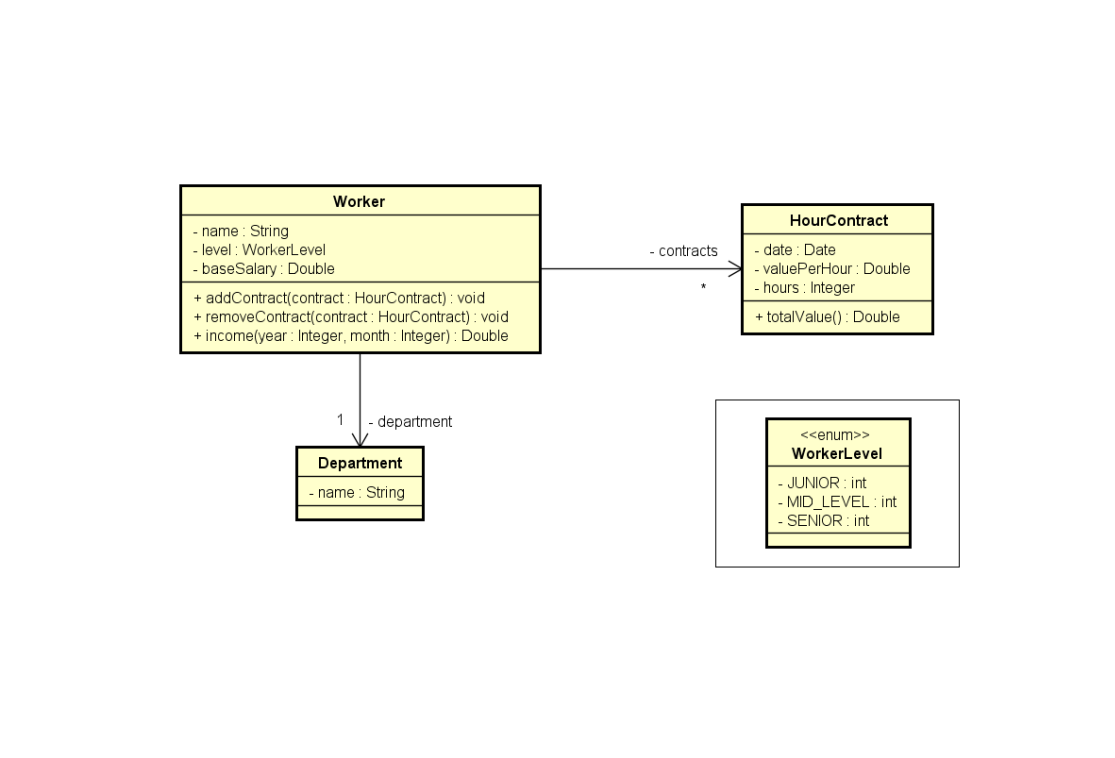 Worker
- name : String
- level : WorkerLevel
- baseSalary : Double
+ addContract(contract : HourContract) : void
+ removeContract(contract : HourContract) : void
+ income(year : Integer, month : Integer) : Double
- contracts
*
HourContract
- date : Date
- valuePerHour : Double
- hours : Integer
+ totalValue() : Double
1
- department
Department
- name : String
<<enum>>
WorkerLevel
- JUNIOR : int
- MID_LEVEL : int
- SENIOR : int